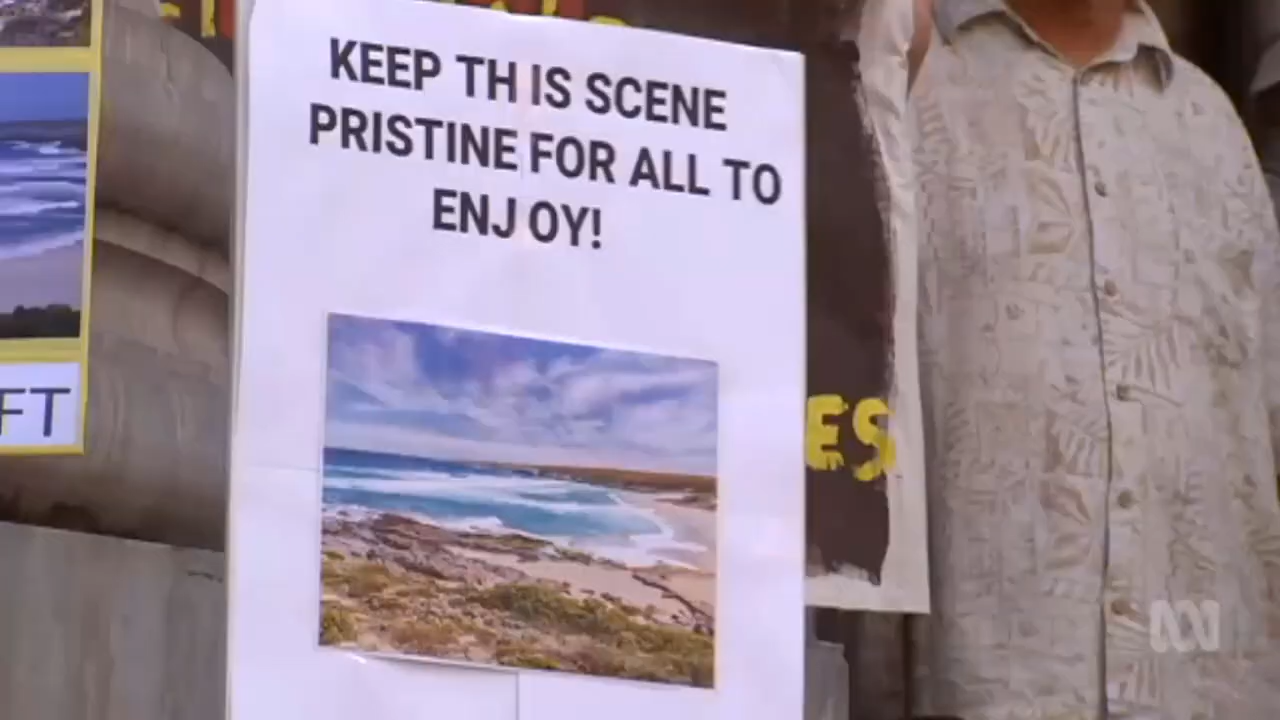 KEEP TH IS SCENE
PRISTINE FOR ALL TO
ENJ OY!
FT
ES